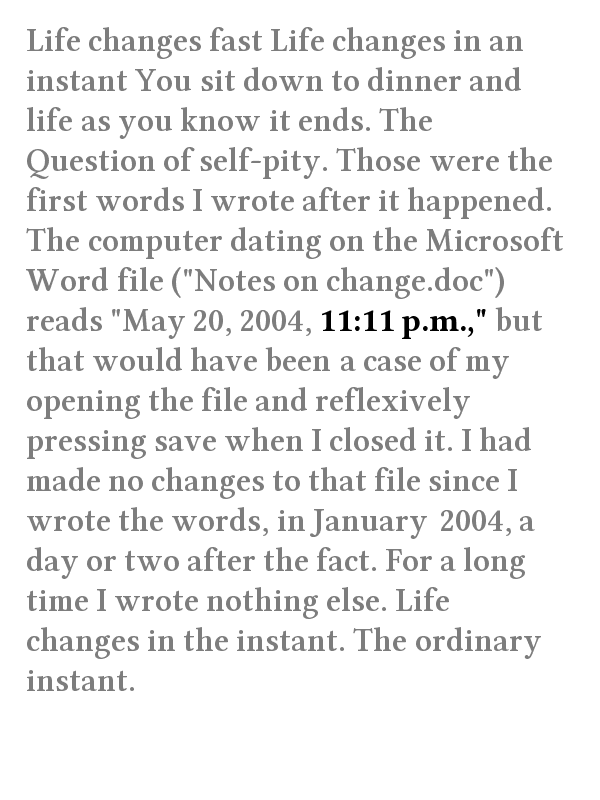 Life changes fast Life changes in an
instant You sit down to dinner and
life as you know it ends. The
Question of self-pity. Those were the
first words I wrote after it happened.
The computer dating on the Microsoft
Word file ("Notes on change.doc")
reads "May 20, 2004, 11:11 p.m.," but
that would have been a case of my
opening the file and reflexively
pressing save when I closed it. I had
made no changes to that file since I
wrote the words, in January  2004, a
day or two after the fact. For a long
time I wrote nothing else. Life
changes in the instant. The ordinary
instant.